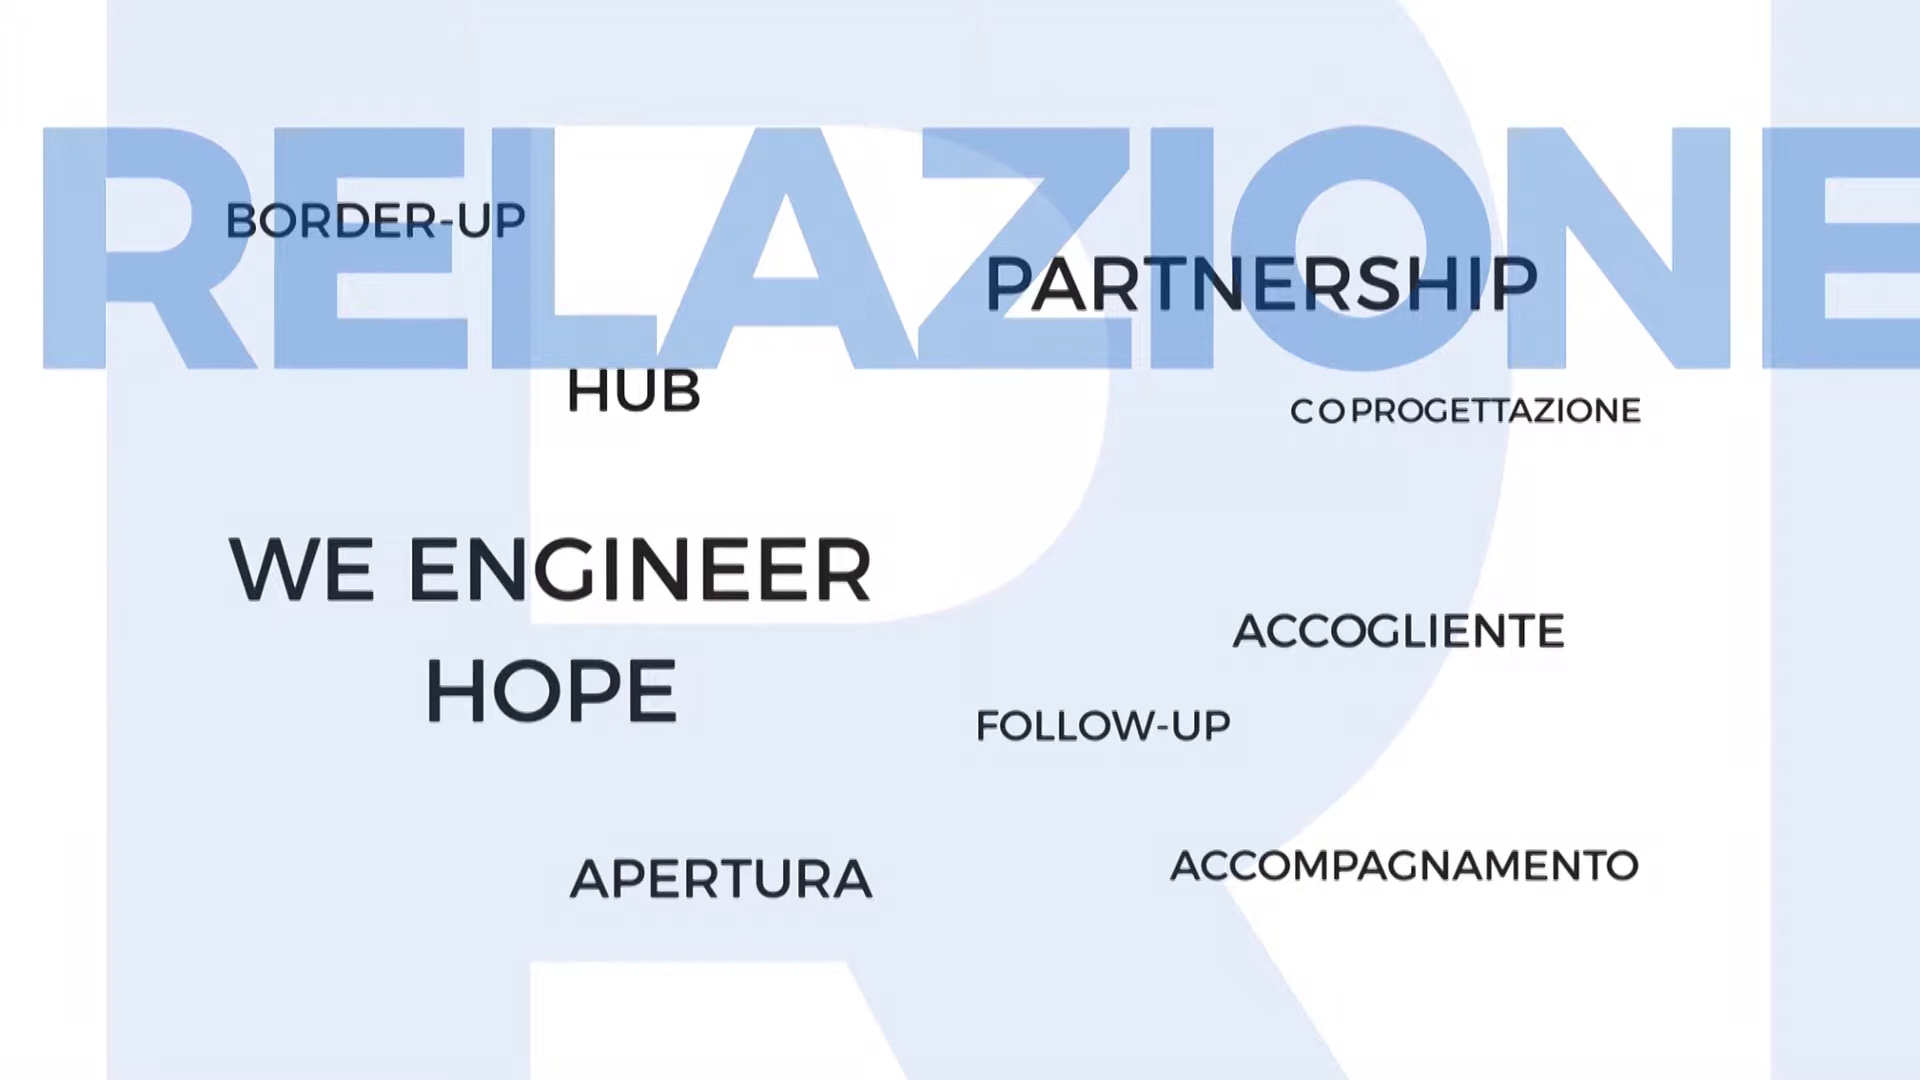 RELAZIONE
BORDER-UP
PARTNERSHIP
HUB
COPROGETTAZIONE
WE ENGINEER
HOPE
ACCOGLIENTE
FOLLOW-UP
APERTURA
ACCOMPAGNAMENTO